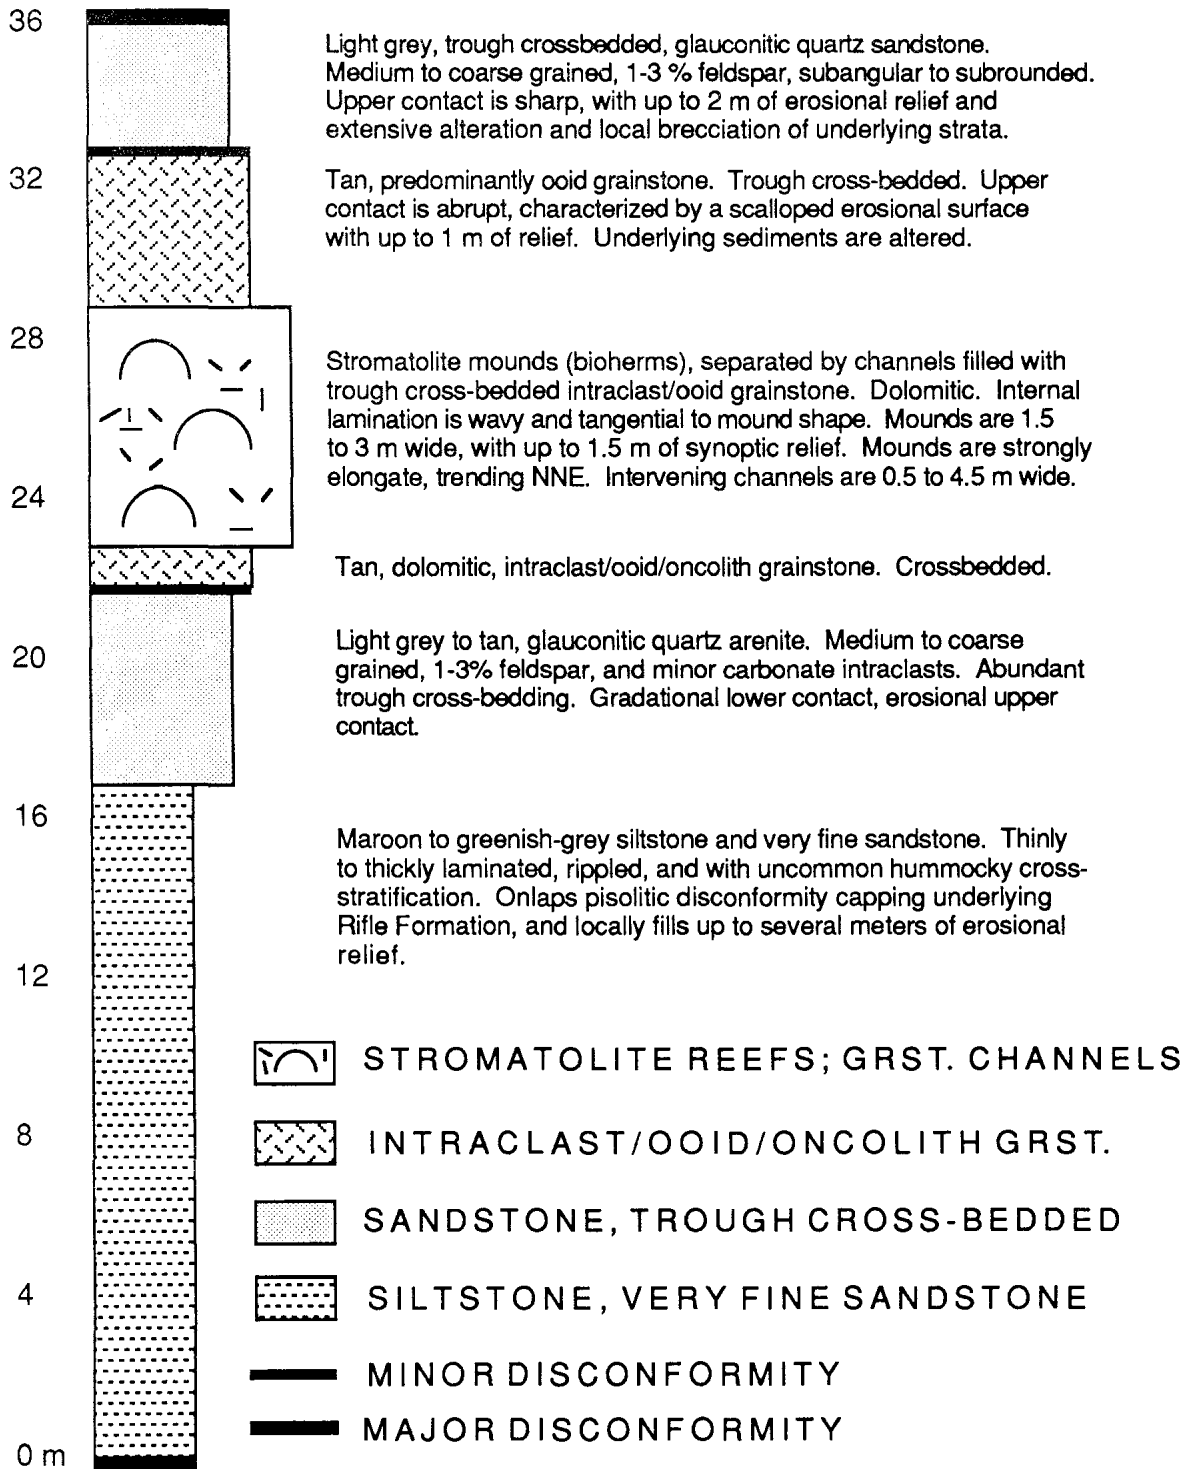 36
Light grey, trough crossbedded, glauconitic quartz sandstone.
Medium to coarse grained, 1-3 % feldspar, subangular to subrounded.
Upper contact is sharp, with up to 2 m of erosional relief and
extensive alteration and local brecciation of underlying strata.
32
Tan, predominantly ooid grainstone. Trough cross-bedded. Upper
contact is abrupt, characterized by a scalloped erosional surface
with up to 1 m of relief. Underlying sediments are altered.
28
Stromatolite mounds (bioherms), separated by channels filled with
trough cross-bedded intraclast/ooid grainstone. Dolomitic. Internal
lamination is wavy and tangential to mound shape. Mounds are 1.5
to 3 m wide, with up to 1.5 m of synoptic relief. Mounds are strongly
elongate, trending NNE. Intervening channels are 0.5 to 4.5 m wide.
24
Tan, dolomitic, intraclast/ooid/oncolith grainstone. Crossbedded.
20
Light grey to tan, glauconitic quartz arenite. Medium to coarse
grained, 1-3% feldspar, and minor carbonate intraclasts. Abundant
trough cross-bedding. Gradational lower contact, erosional upper
contact.
16
Maroon to greenish-grey siltstone and very fine sandstone. Thinly
to thickly laminated, rippled, and with uncommon hummocky cross-
stratification. Onlaps pisolitic disconformity capping underlying
Rifle Formation, and locally fills up to several meters of erosional
relief.
12
STROMATOLITE REEFS; GRST. CHANNELS
8
INTRACLAST/OOID/ONCOLITH GRST.
SANDSTONE, TROUGH CROSS-BEDDED
4
SILTSTONE, VERY FINE SANDSTONE
MINOR DISCONFORMITY
MAJOR DISCONFORMITY
0 m